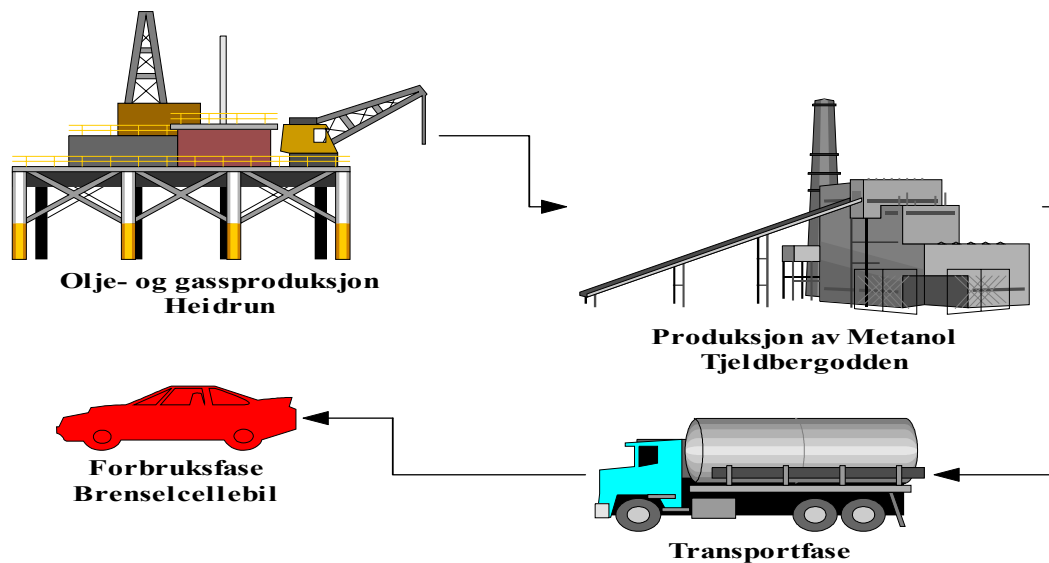 Olje- og gassproduksjon
Heidrun
Produksjon av Metanol
Tjeldbergodden
Forbruksfase
Brenselcellebil
Transportfase